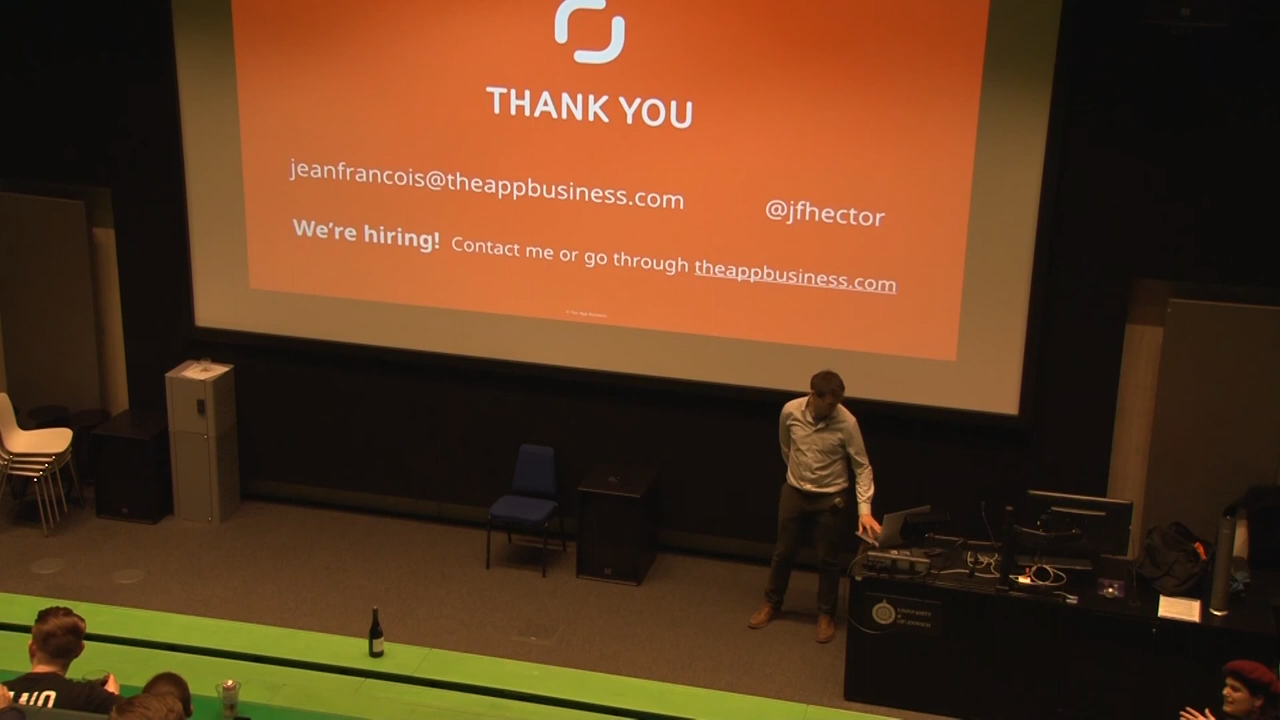 THANK YOU
jeanfrancois@theappbusiness.com
@jfhector
We're hiring! Contact me or go through theappbusiness.com